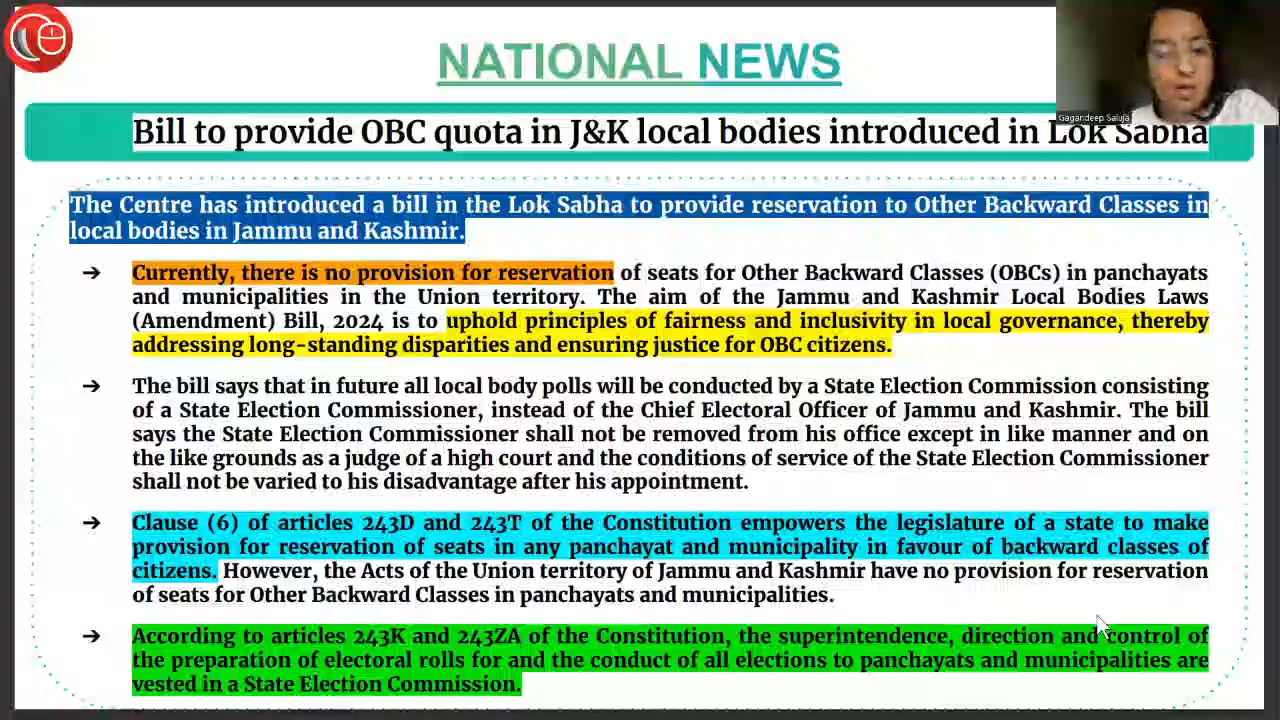 NATIONAL NEWS
Gagandeep Saluja
Bill to provide OBC quota in J&K local bodies introduced in Lok Sabha
The Centre has introduced a bill in the Lok Sabha to provide reservation to Other Backward Classes in
local bodies in Jammu and Kashmir.
➔ Currently, there is no provision for reservation of seats for Other Backward Classes (OBCs) in panchayats
and municipalities in the Union territory. The aim of the Jammu and Kashmir Local Bodies Laws
(Amendment) Bill, 2024 is to uphold principles of fairness and inclusivity in local governance, thereby
addressing long-standing disparities and ensuring justice for OBC citizens.
➔ The bill says that in future all local body polls will be conducted by a State Election Commission consisting
of a State Election Commissioner, instead of the Chief Electoral Officer of Jammu and Kashmir. The bill
says the State Election Commissioner shall not be removed from his office except in like manner and on
the like grounds as a judge of a high court and the conditions of service of the State Election Commissioner
shall not be varied to his disadvantage after his appointment.
➔ Clause (6) of articles 243D and 243T of the Constitution empowers the legislature of a state to make
provision for reservation of seats in any panchayat and municipality in favour of backward classes of
citizens. However, the Acts of the Union territory of Jammu and Kashmir have no provision for reservation
of seats for Other Backward Classes in panchayats and municipalities.
➔ According to articles 243K and 243ZA of the Constitution, the superintendence, direction and control of
the preparation of electoral rolls for and the conduct of all elections to panchayats and municipalities are
vested in a State Election Commission.